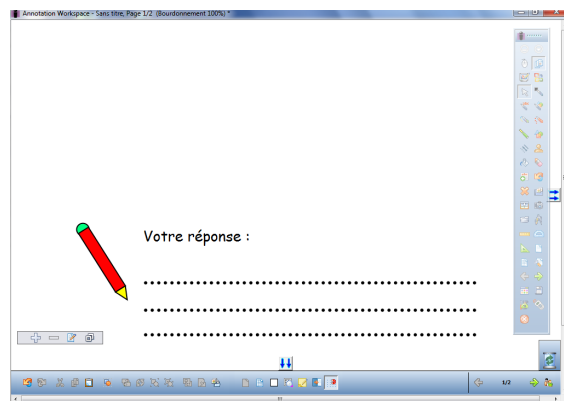 Annotation Workspace - Sans titre, Page 1/2 (Bourdonnement 100%) *
Votre réponse :
1/2